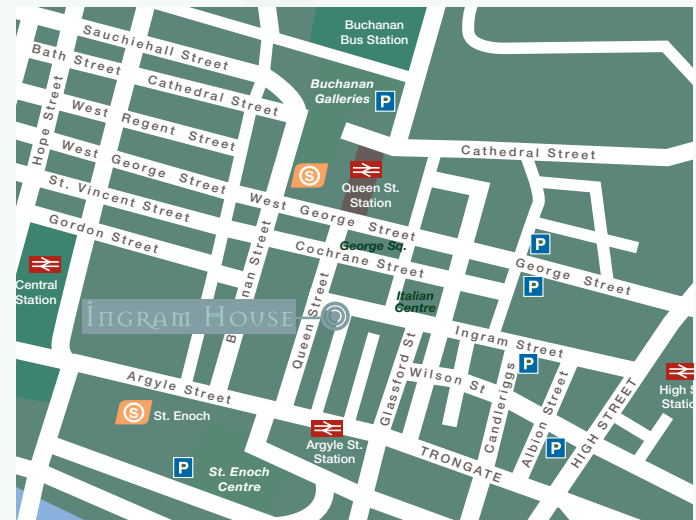 Buchanan
Bus Station
Sauchiehall Street
Bath Street
Cathedral Street
Buchanan
Galleries
P
Hope Street
West Regent Street
West George Street
Cathedral Street
S
Queen St.
Station
St. Vincent Street
West George Street
Gordon Street
George Sq.
Cochrane Street
P
George Street
P
Central
Station
Italian
Centre
INGRAM HOUSE
Queen Street
Ingram Street
Glassford St
Wilson St
P
Candleriggs
Albion Street
HIGH STREET
High
Argyle Street
S
St. Enoch
Argyle St.
Station
TRONGATE
P
P
St. Enoch
Centre